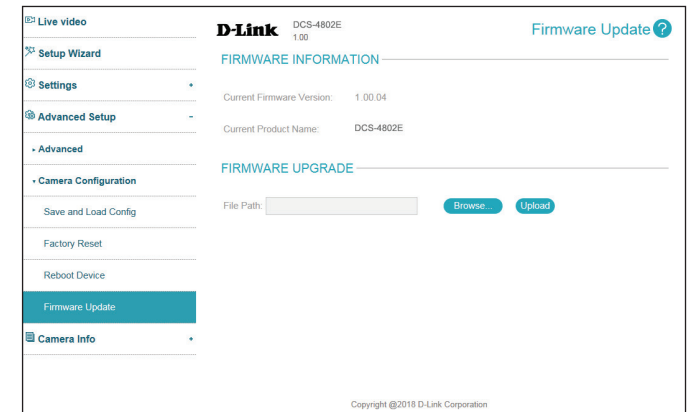 Live video
Setup Wizard
Settings +
Advanced Setup -
Advanced
Camera Configuration
Save and Load Config
Factory Reset
Reboot Device
Firmware Update
Camera Info +
D-Link DCS-4802E
1.00
Firmware Update ?
FIRMWARE INFORMATION
Current Firmware Version: 1.00.04
Current Product Name: DCS-4802E
FIRMWARE UPGRADE
File Path: Browse... Upload
Copyright @2018 D-Link Corporation